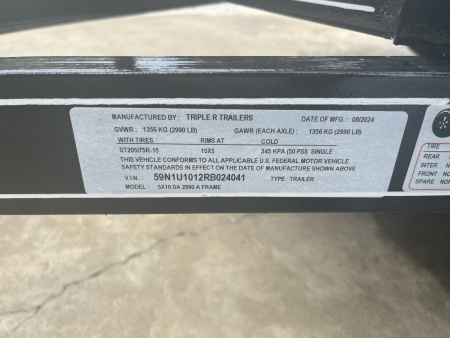 MANUFACTURED BY : TRIPLE R TRAILERS DATE OF MFG. : 08/2024
GVWR : 1356 KG (2990 LB) GAWR (EACH AXLE) : 1356 KG (2990 LB)
WITH TIRES RIMS AT COLD
ST205/75R-15 15X5 345 KPA (50 PSI) SINGLE
THIS VEHICLE CONFORMS TO ALL APPLICABLE U.S. FEDERAL MOTOR VEHICLE
SAFETY STANDARDS IN EFFECT ON THE DATE OF MANUFACTURE SHOWN ABOVE
V.I.N. : 59N1U1012RB024041 TYPE: TRAILER
MODEL : 5X10 SA 2990 A FRAME
TIRE
REAR
INTER
FRONT NO
SPARE NON